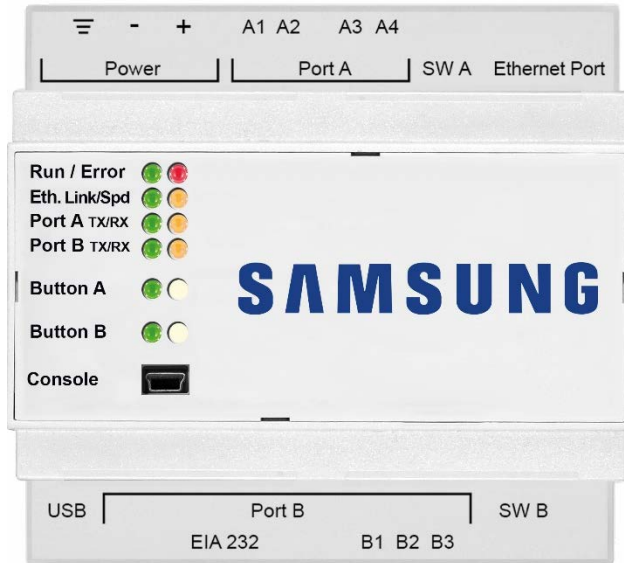 - +
A1 A2 A3 A4
Power Port A SW A Ethernet Port
Run / Error
Eth. Link/Spd
Port A TX/RX
Port B TX/RX
SAMSUNG
Button A
Button B
Console
USB Port B SW B
EIA 232 B1 B2 B3